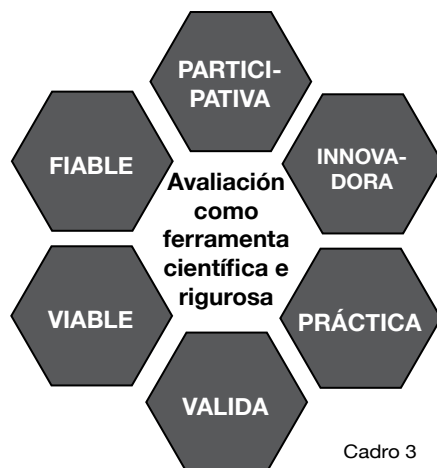 PARTICI-
PATIVA
INNOVA-
DORA
FIABLE
Avaliación
como
ferramenta
científica e
rigurosa
VIABLE
PRÁCTICA
VALIDA
Cadro 3